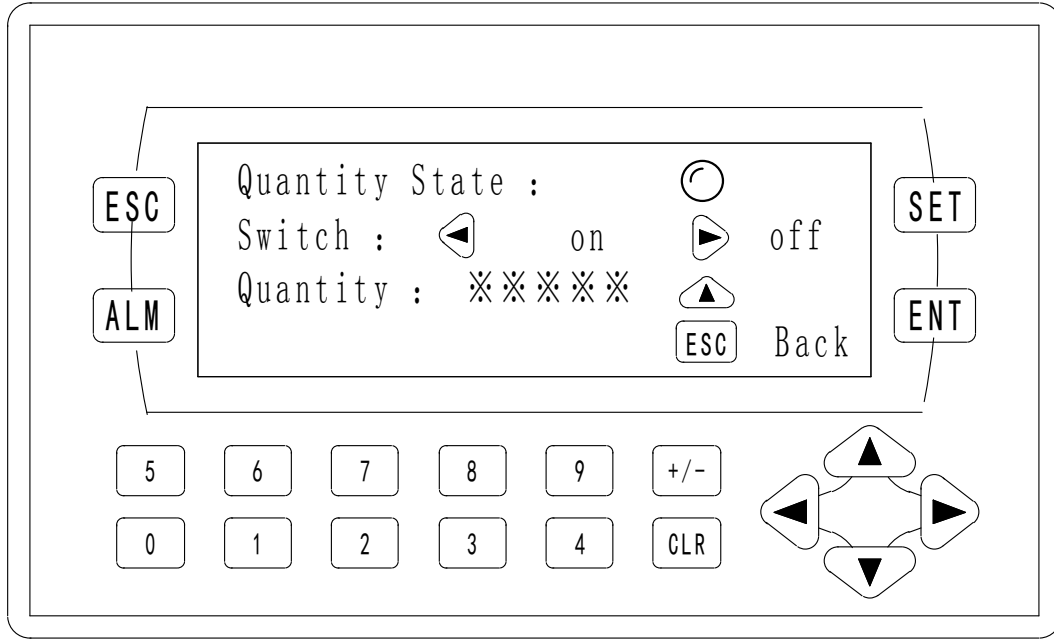 Quantity State :
Switch : on off
Quantity : ※※※※※
ESC Back
ESC
SET
ALM
ENT
5 6 7 8 9 +/-
0 1 2 3 4 CLR